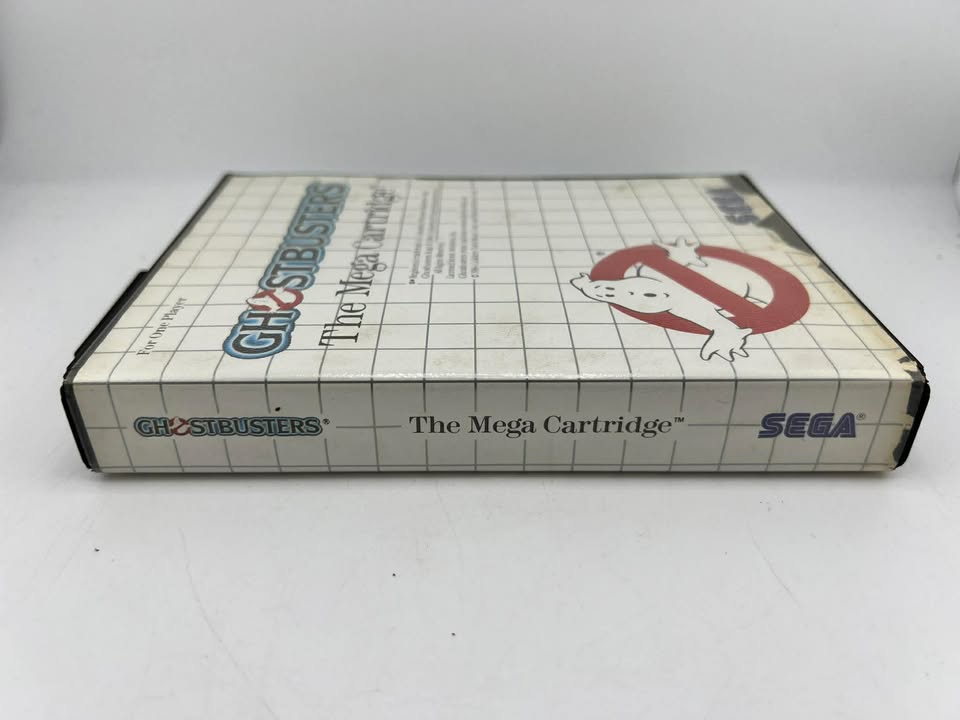 GHOSTBUSTERS
The Mega Cartridge
For One Player
SEGA
GHOSTBUSTERS® The Mega Cartridge™ SEGA®